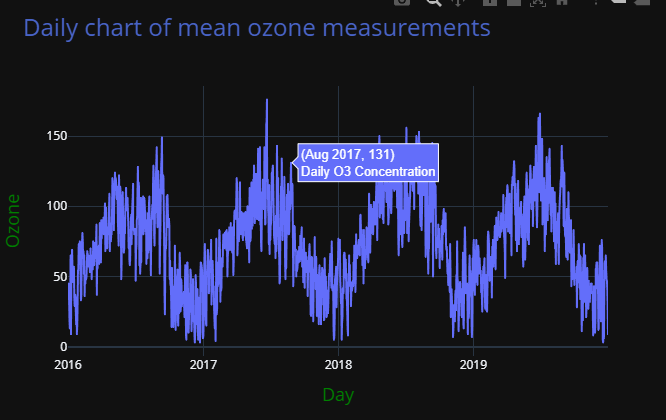 Daily chart of mean ozone measurements
150
(Aug 2017, 131)
Daily O3 Concentration
100
Ozone
50
0
2016
2017
2018
2019
Day